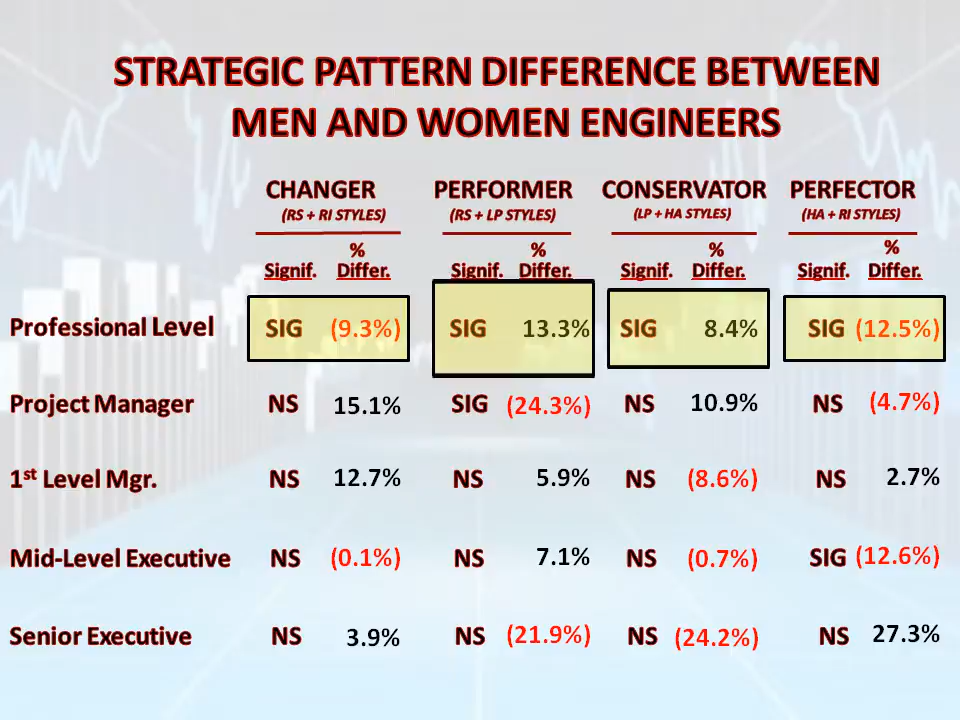 STRATEGIC PATTERN DIFFERENCE BETWEEN
MEN AND WOMEN ENGINEERS
CHANGER PERFORMER CONSERVATOR PERFECTOR
(RS + RI STYLES) (RS + LP STYLES) (LP + HA STYLES) (HA + RI STYLES)
% % % %
Signif. Differ. Signif. Differ. Signif. Differ. Signif. Differ.
Professional Level SIG (9.3%) SIG 13.3% SIG 8.4% SIG (12.5%)
Project Manager NS 15.1% SIG (24.3%) NS 10.9% NS (4.7%)
1st Level Mgr. NS 12.7% NS 5.9% NS (8.6%) NS 2.7%
Mid-Level Executive NS (0.1%) NS 7.1% NS (0.7%) SIG (12.6%)
Senior Executive NS 3.9% NS (21.9%) NS (24.2%) NS 27.3%